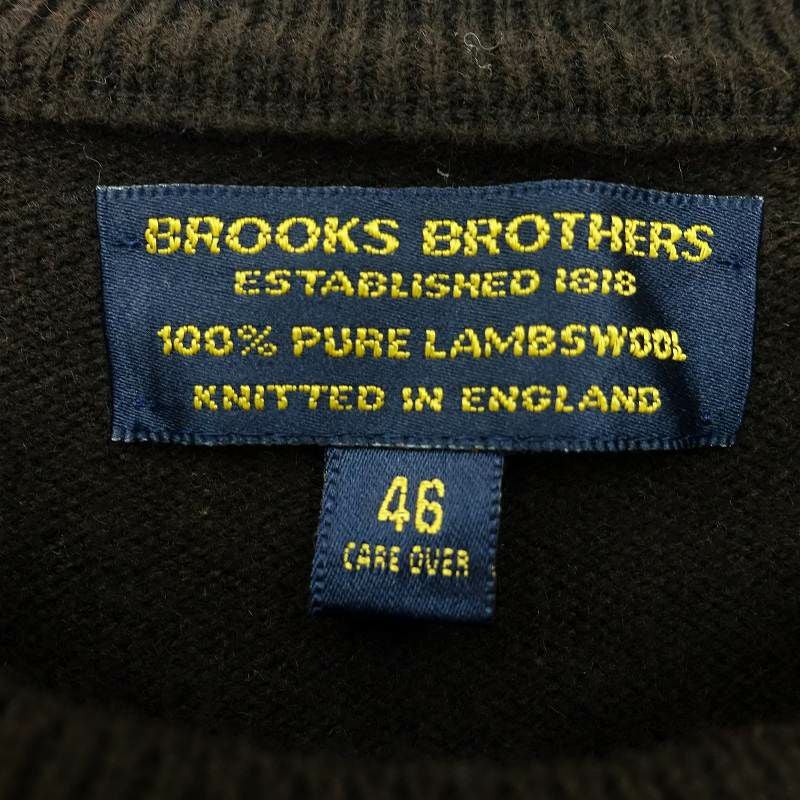 BROOKS BROTHERS
ESTABLISHED 1818
100% PURE LAMBSWOOL
KNITTED IN ENGLAND
46
CARE OVER